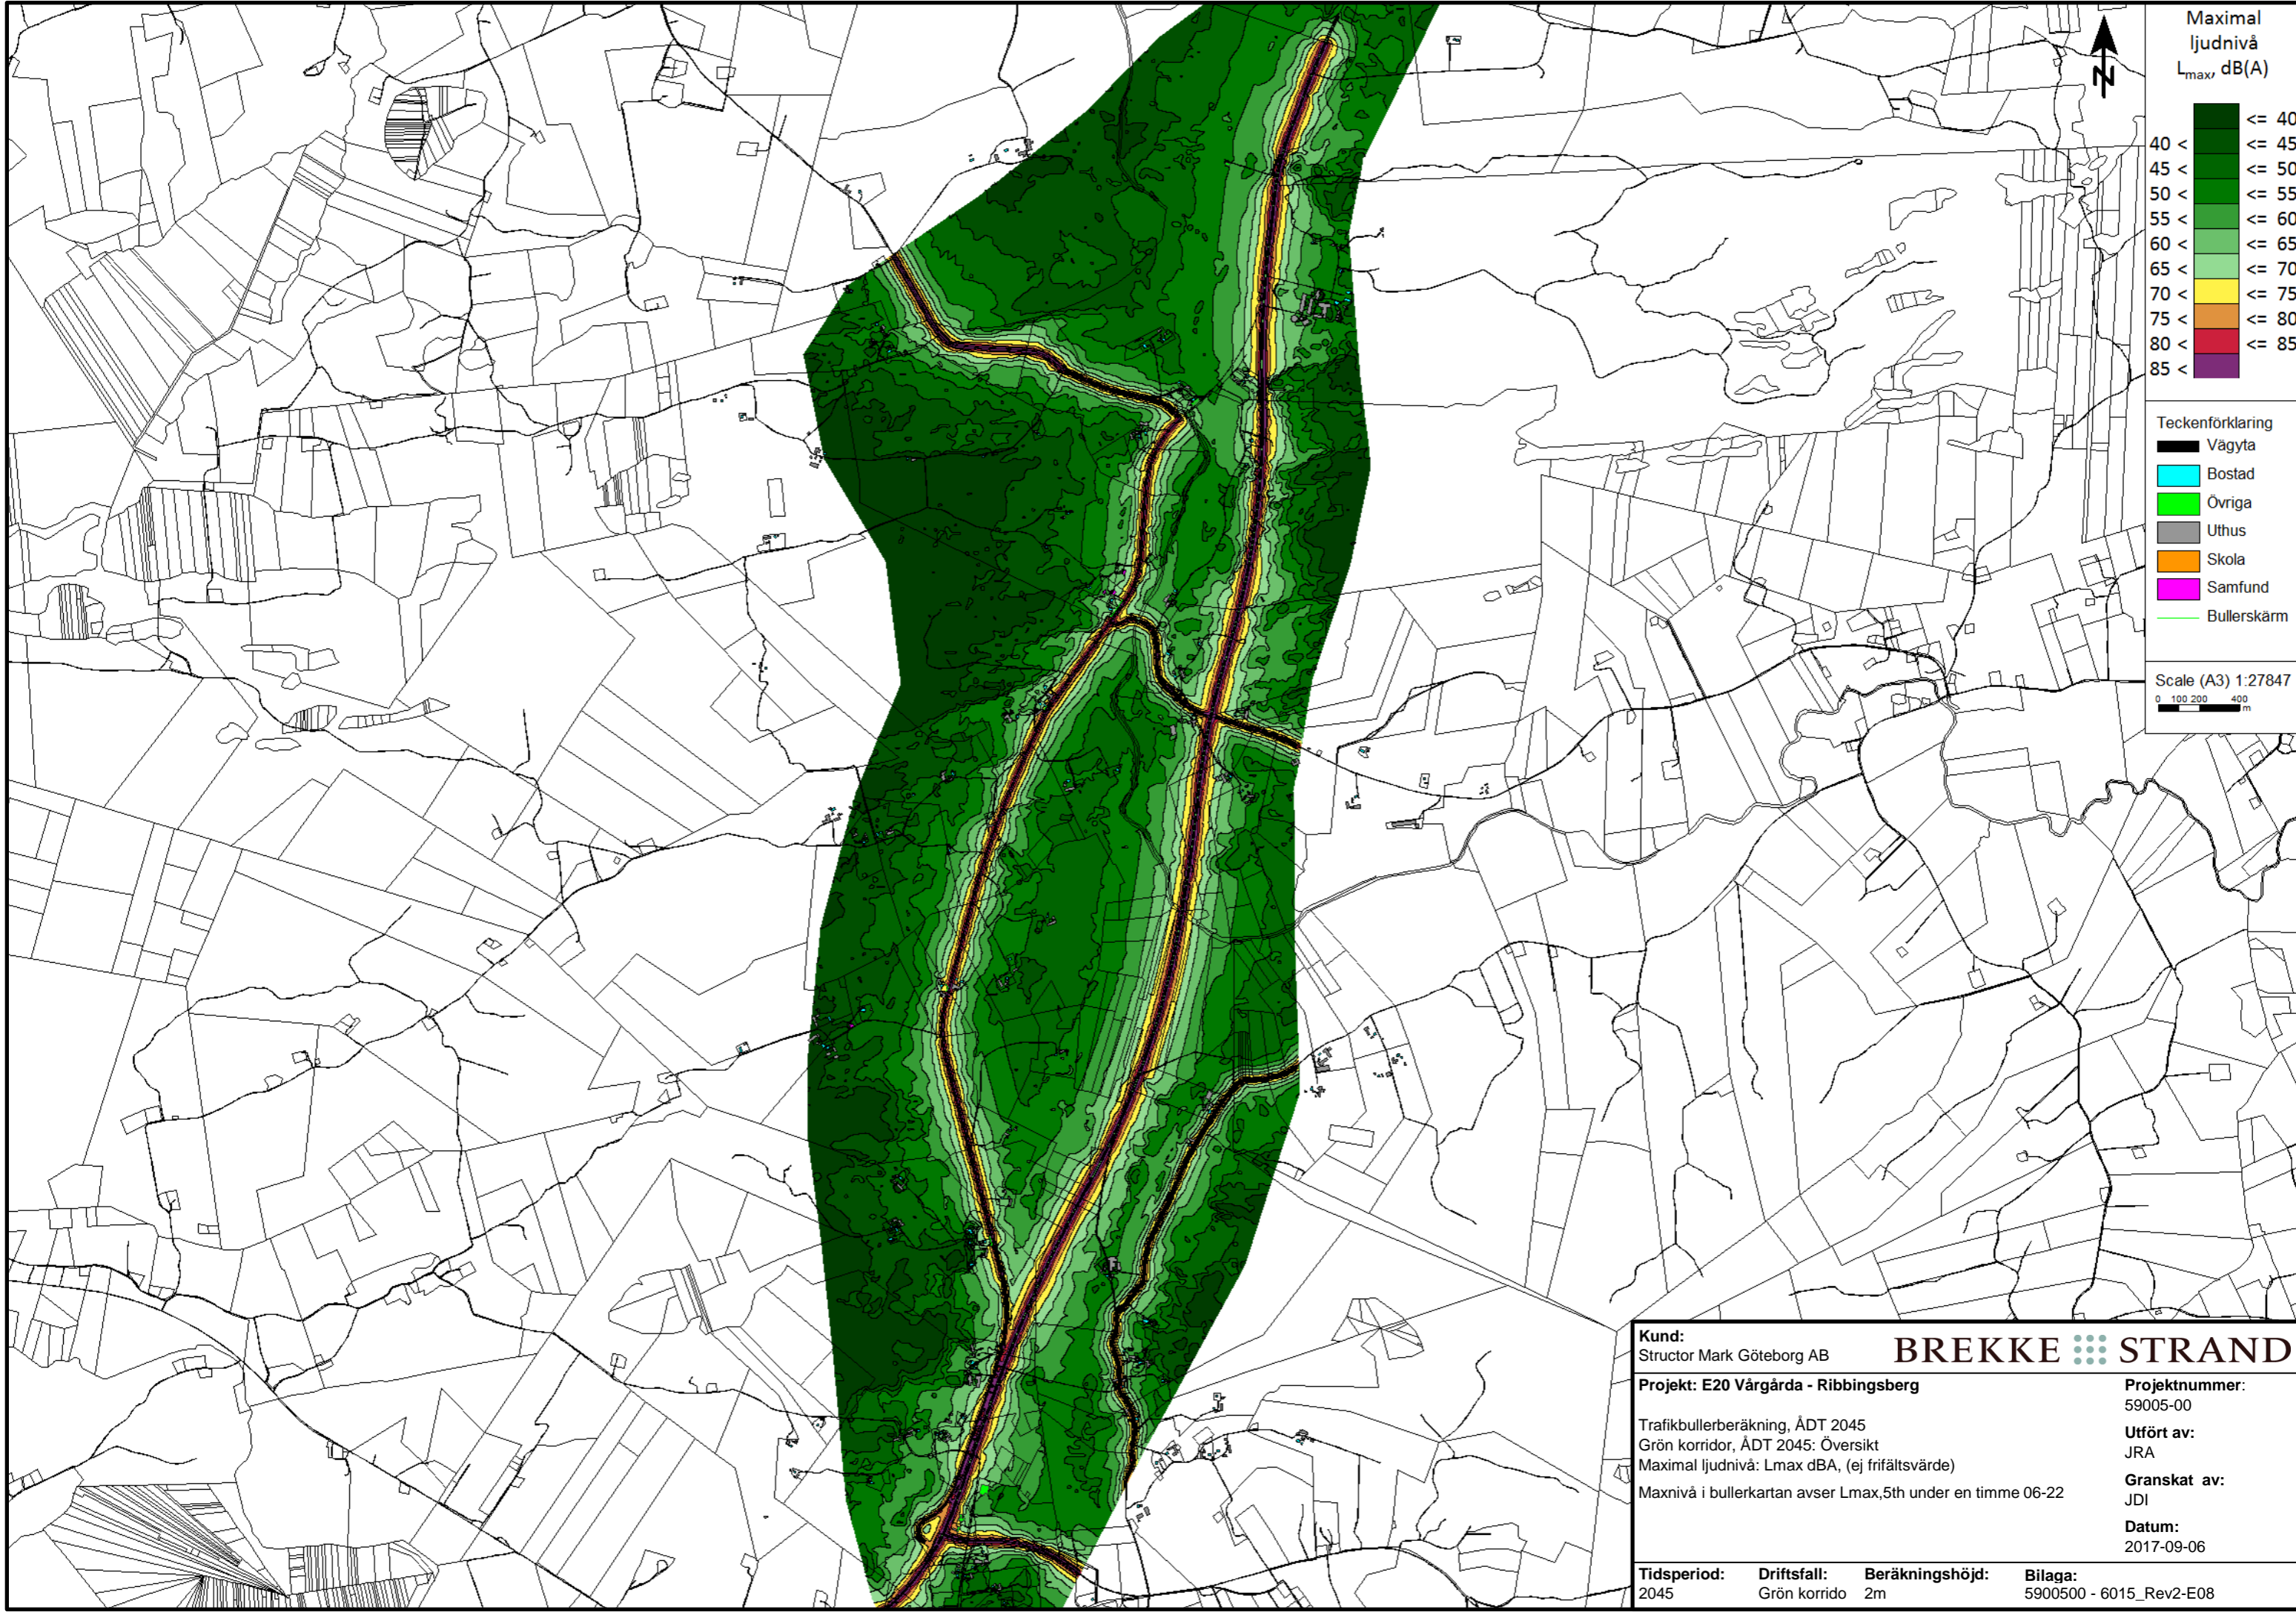 N
Maximal
ljudnivå
Lmax, dB(A)
<= 40
40 < <= 45
45 < <= 50
50 < <= 55
55 < <= 60
60 < <= 65
65 < <= 70
70 < <= 75
75 < <= 80
80 < <= 85
85 <
Teckenförklaring
Vägyta
Bostad
Övriga
Uthus
Skola
Samfund
Bullerskärm
Scale (A3) 1:27847
0 100 200 400
m
Kund:
Structor Mark Göteborg AB
BREKKE STRAND
Projekt: E20 Vårgårda - Ribbingsberg
Trafikbullerberäkning, ÅDT 2045
Grön korridor, ÅDT 2045: Översikt
Maximal ljudnivå: Lmax dBA, (ej frifältsvärde)
Maxnivå i bullerkartan avser Lmax,5th under en timme 06-22
Projektnummer:
59005-00
Utfört av:
JRA
Granskat av:
JDI
Datum:
2017-09-06
Tidsperiod: Driftsfall: Beräkningshöjd: Bilaga:
2045 Grön korrido 2m 5900500 - 6015_Rev2-E08